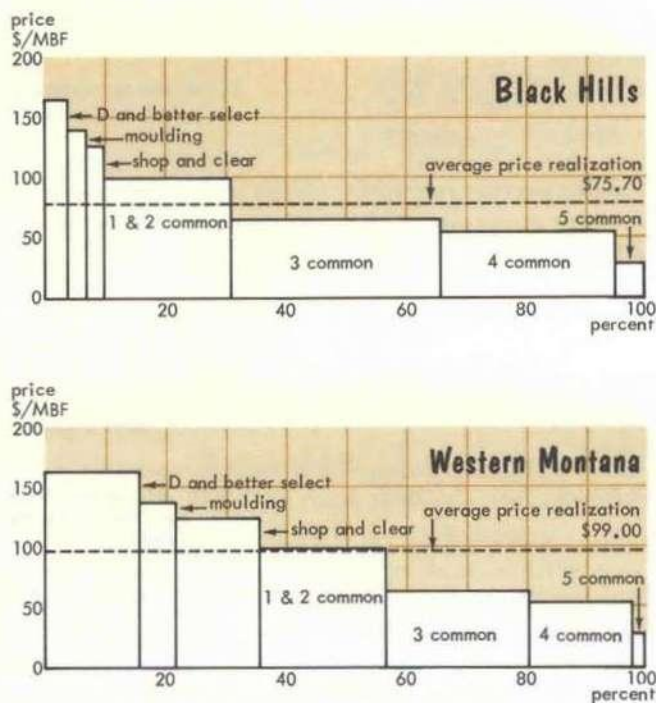 price
$/MBF
200
Black Hills
150
D and better select
moulding
shop and clear
average price realization
$75.70
100
5 common
1 & 2 common
50
3 common
4 common
0
20
40
60
80
100
percent
price
$/MBF
200
Western Montana
150
D and better select
moulding
average price realization
shop and clear
$99.00
100
5 common
1 & 2 common
50
3 common
4 common
0
20
40
60
80
100
percent